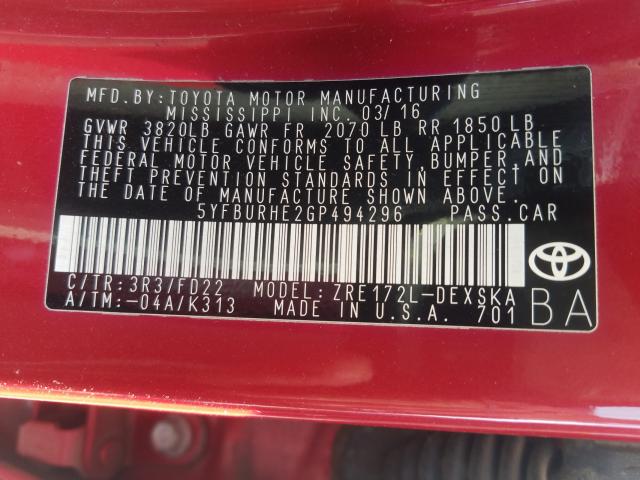 MFD. BY: TOYOTA MOTOR MANUFACTURING
MISSISSIPPI INC. 03/16
GVWR 3820LB GAWR FR 2070 LB RR 1850 LB
THIS VEHICLE CONFORMS TO ALL APPLICABLE
FEDERAL MOTOR VEHICLE SAFETY, BUMPER, AND
THEFT PREVENTION STANDARDS IN EFFECT ON
THE DATE OF MANUFACTURE SHOWN ABOVE.
5YFBURHE2GP494296 PASS. CAR
C/TR: 3R3/FD22 MODEL: ZRE172L-DEXSKA
A/TM: -04A/K313 MADE IN U.S.A. 701
BA